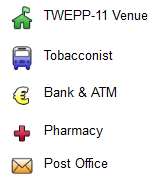 TWEPP-11 Venue
Tobacconist
Bank & ATM
Pharmacy
Post Office